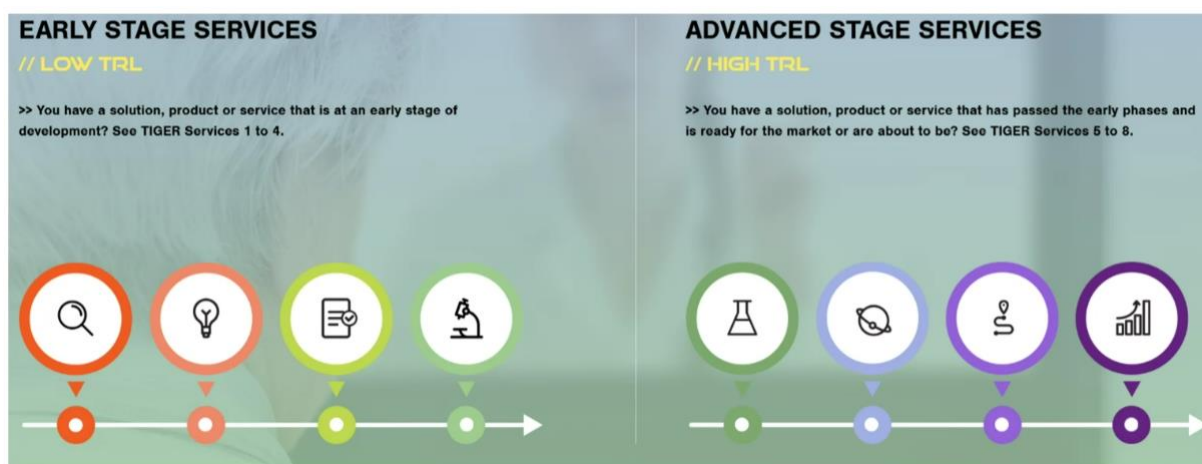 EARLY STAGE SERVICES
// LOW TRL
>> You have a solution, product or service that is at an early stage of
development? See TIGER Services 1 to 4.
ADVANCED STAGE SERVICES
// HIGH TRL
>> You have a solution, product or service that has passed the early phases and
is ready for the market or are about to be? See TIGER Services 5 to 8.